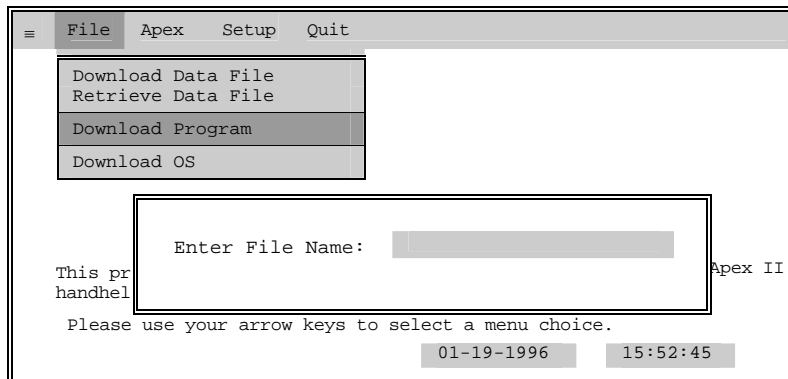 ≡ File Apex Setup Quit
Download Data File
Retrieve Data File
Download Program
Download OS
Enter File Name:
This pr Apex II
handhel
Please use your arrow keys to select a menu choice.
01-19-1996 15:52:45